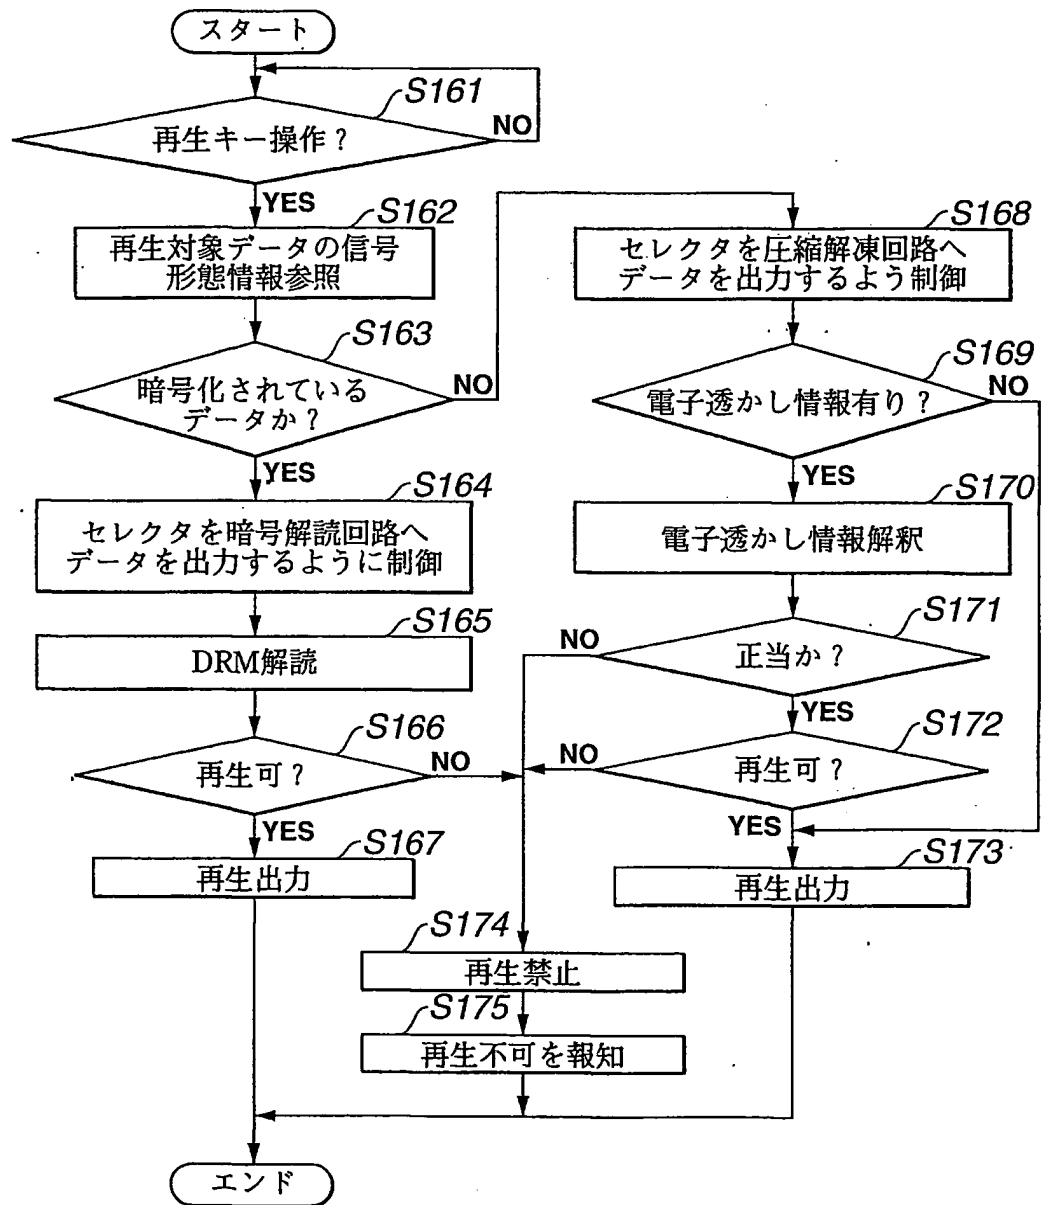 スタート
S161
再生キー操作？
NO
YES
S162
再生対象データの信号
形態情報参照
S163
暗号化されている
データか？
NO
YES
S164
セレクタを暗号解読回路へ
データを出力するように制御
S165
DRM解読
S166
再生可？
NO
YES
S167
再生出力
S168
セレクタを圧縮解凍回路へ
データを出力するよう制御
S169
電子透かし情報有り？
NO
YES
S170
電子透かし情報解釈
S171
正当か？
NO
YES
S172
再生可？
NO
YES
S173
再生出力
S174
再生禁止
S175
再生不可を報知
エンド